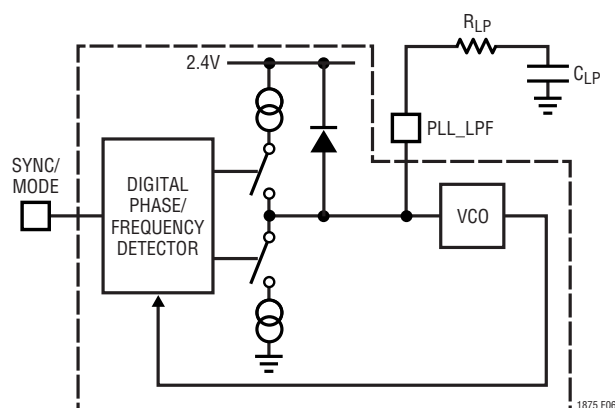 R_LP
2.4V
C_LP
PLL_LPF
SYNC/
MODE
DIGITAL
PHASE/
FREQUENCY
DETECTOR
VCO
1875 F06